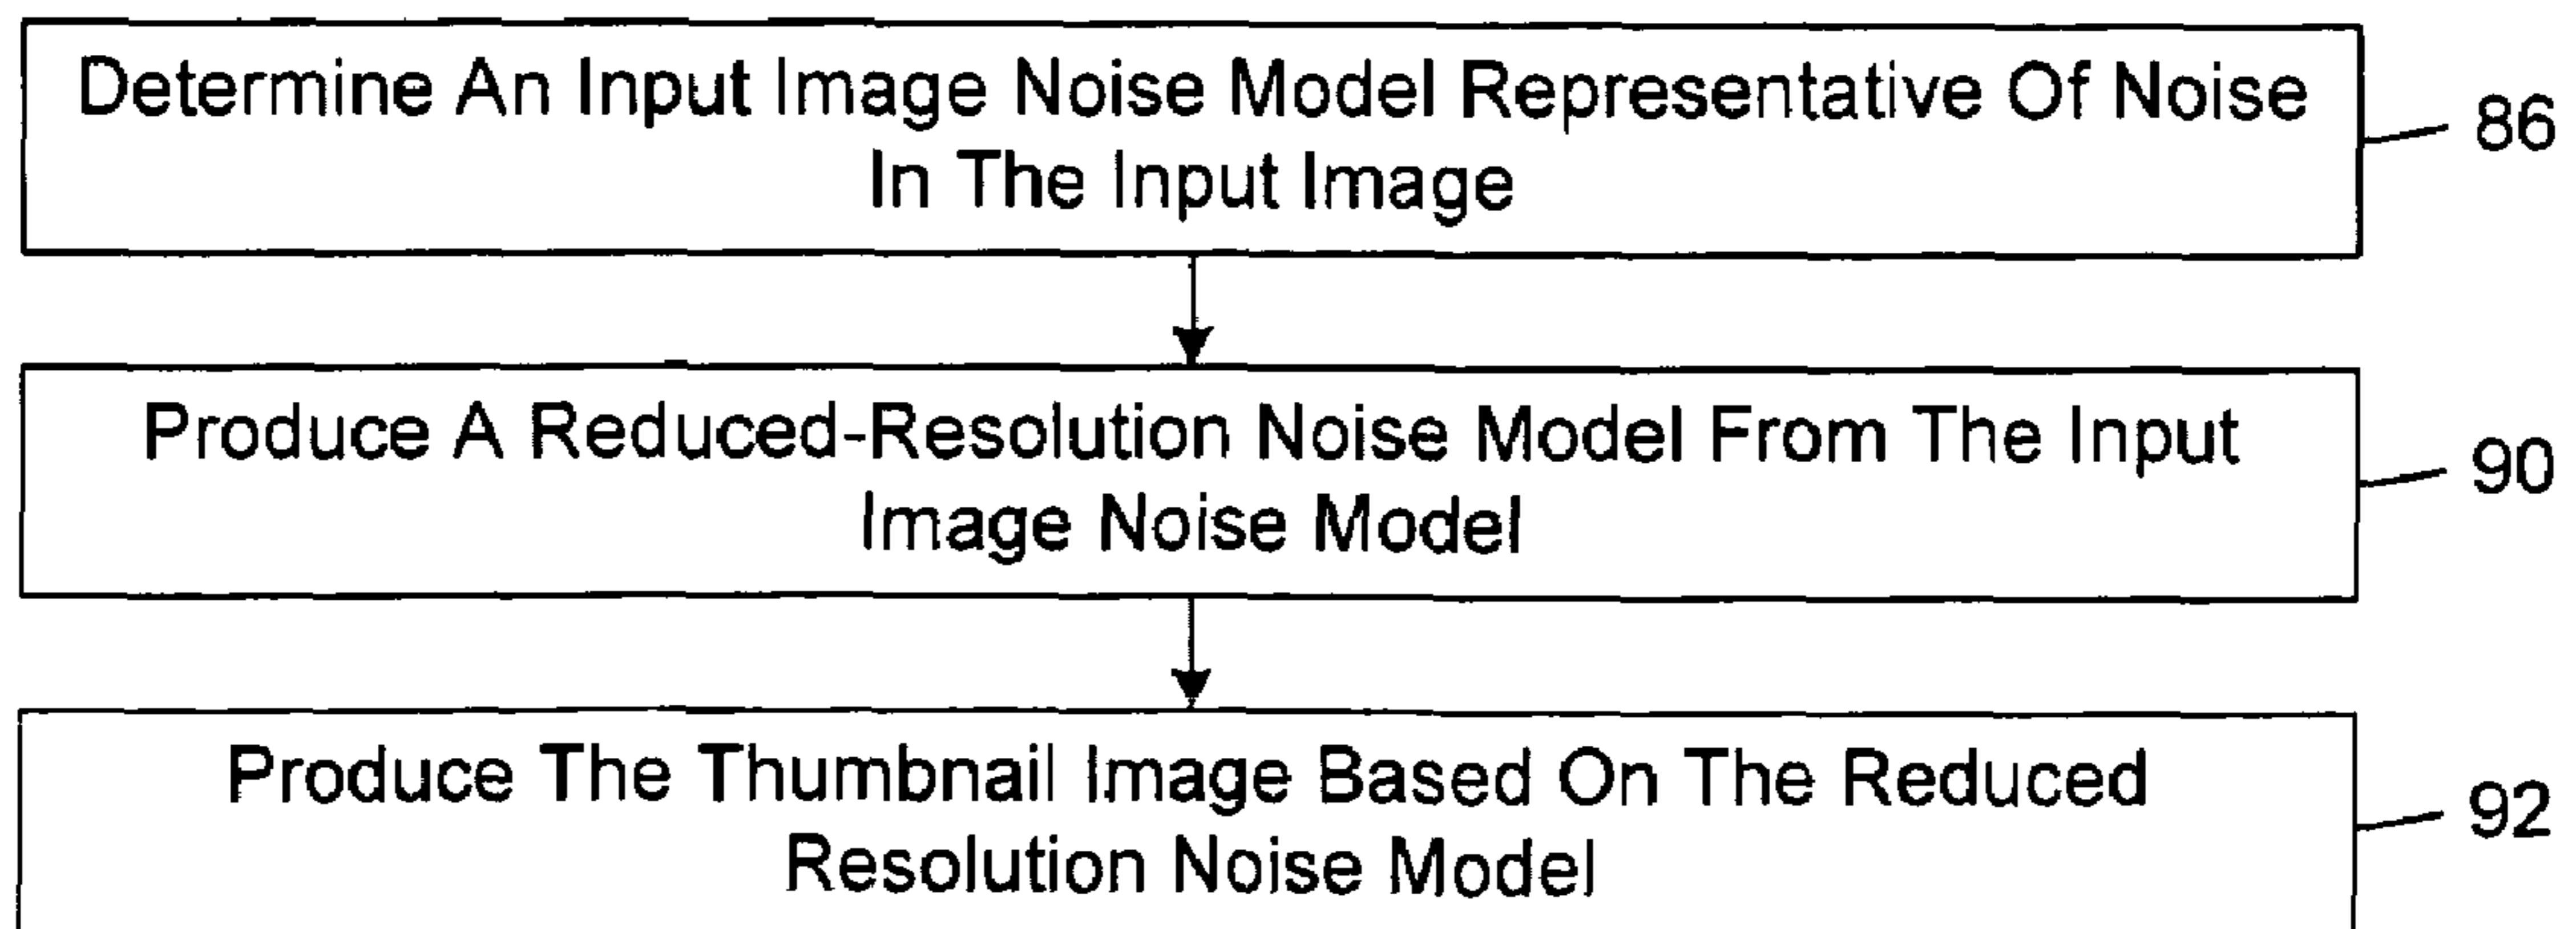 Determine An Input Image Noise Model Representative Of Noise
In The Input Image
86
Produce A Reduced-Resolution Noise Model From The Input
Image Noise Model
90
Produce The Thumbnail Image Based On The Reduced
Resolution Noise Model
92